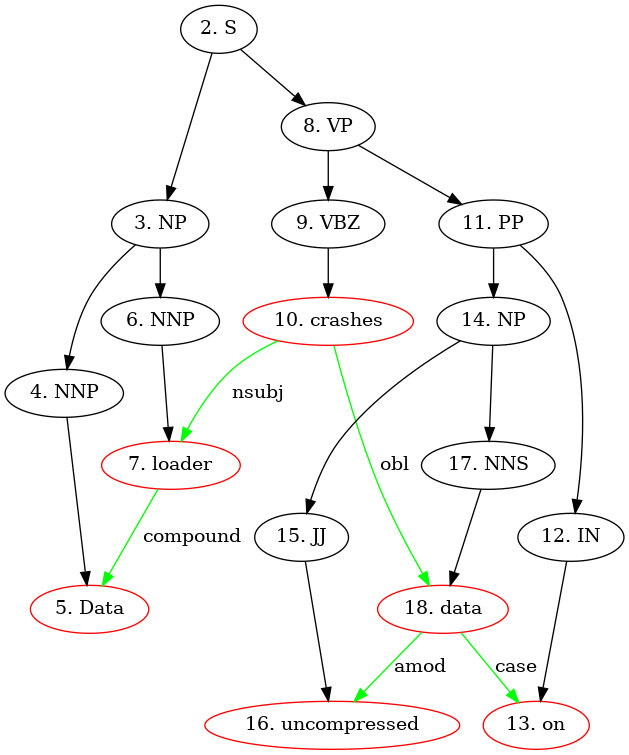 2. S
8. VP
3. NP
9. VBZ
11. PP
6. NNP
10. crashes
14. NP
4. NNP
nsubj
7. loader
obl
17. NNS
15. JJ
compound
12. IN
5. Data
18. data
amod
case
16. uncompressed
13. on